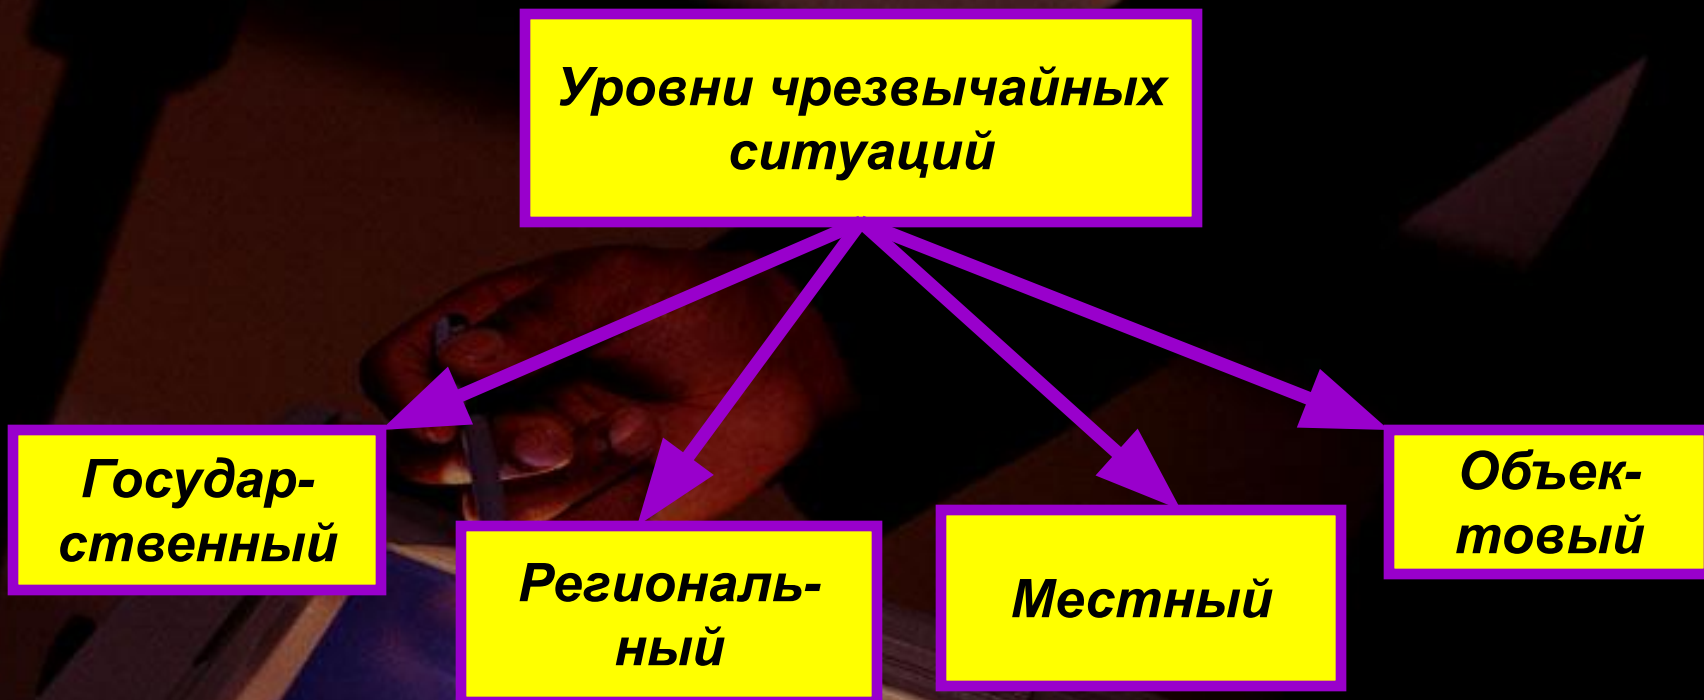 Уровни чрезвычайных
ситуаций
Государ-
ственный
Региональ-
ный
Местный
Объек-
товый